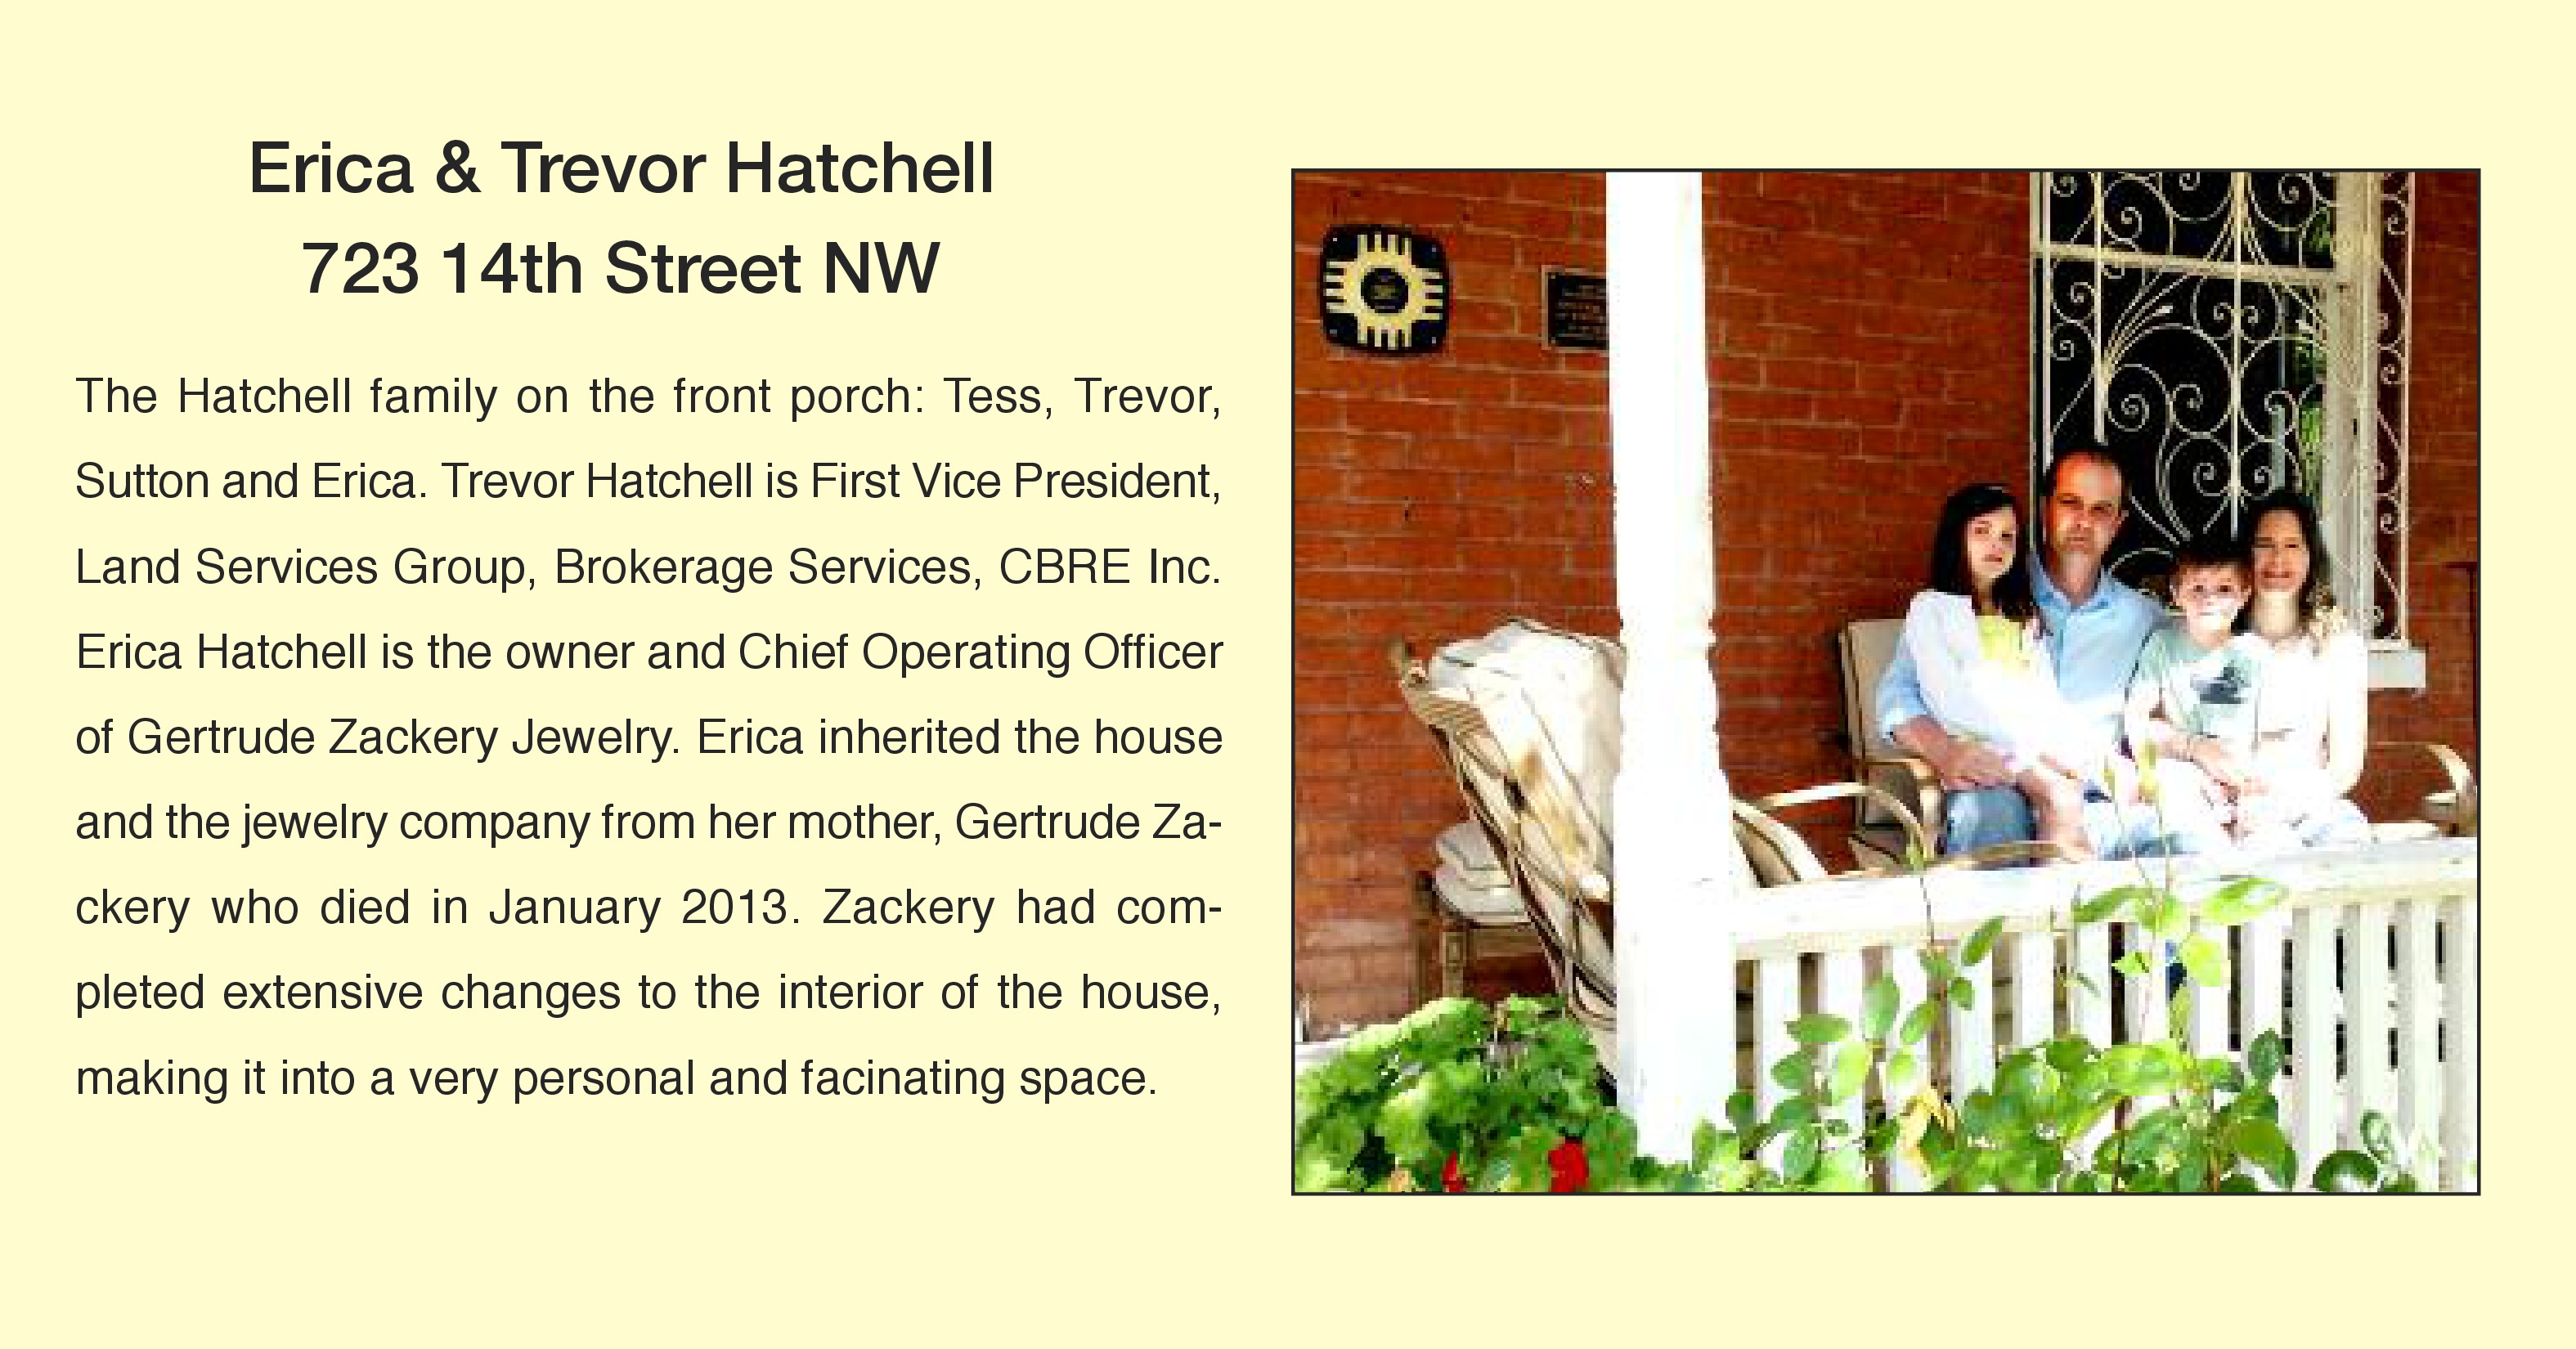 Erica & Trevor Hatchell
723 14th Street NW
The Hatchell family on the front porch: Tess, Trevor,
Sutton and Erica. Trevor Hatchell is First Vice President,
Land Services Group, Brokerage Services, CBRE Inc.
Erica Hatchell is the owner and Chief Operating Officer
of Gertrude Zackery Jewelry. Erica inherited the house
and the jewelry company from her mother, Gertrude Za-
ckery who died in January 2013. Zackery had com-
pleted extensive changes to the interior of the house,
making it into a very personal and facinating space.